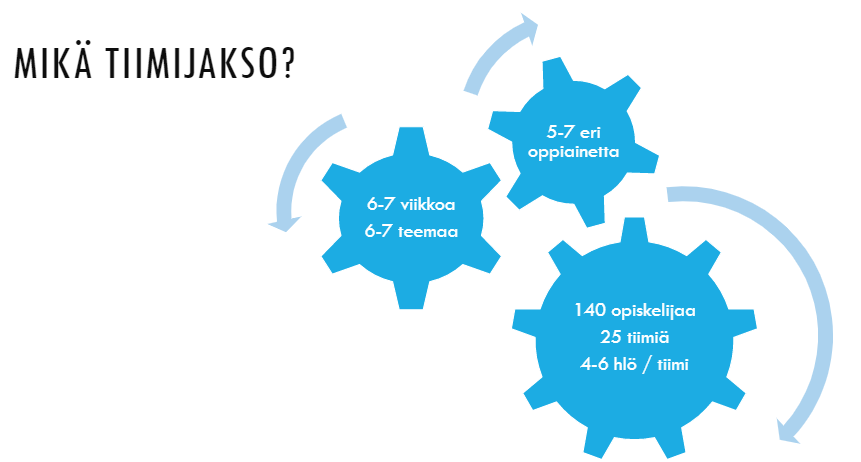 MIKÄ TIIMIJAKSO?
5-7 eri
oppiainetta
6-7 viikkoa
6-7 teemaa
140 opiskelijaa
25 tiimiä
4-6 hlö / tiimi